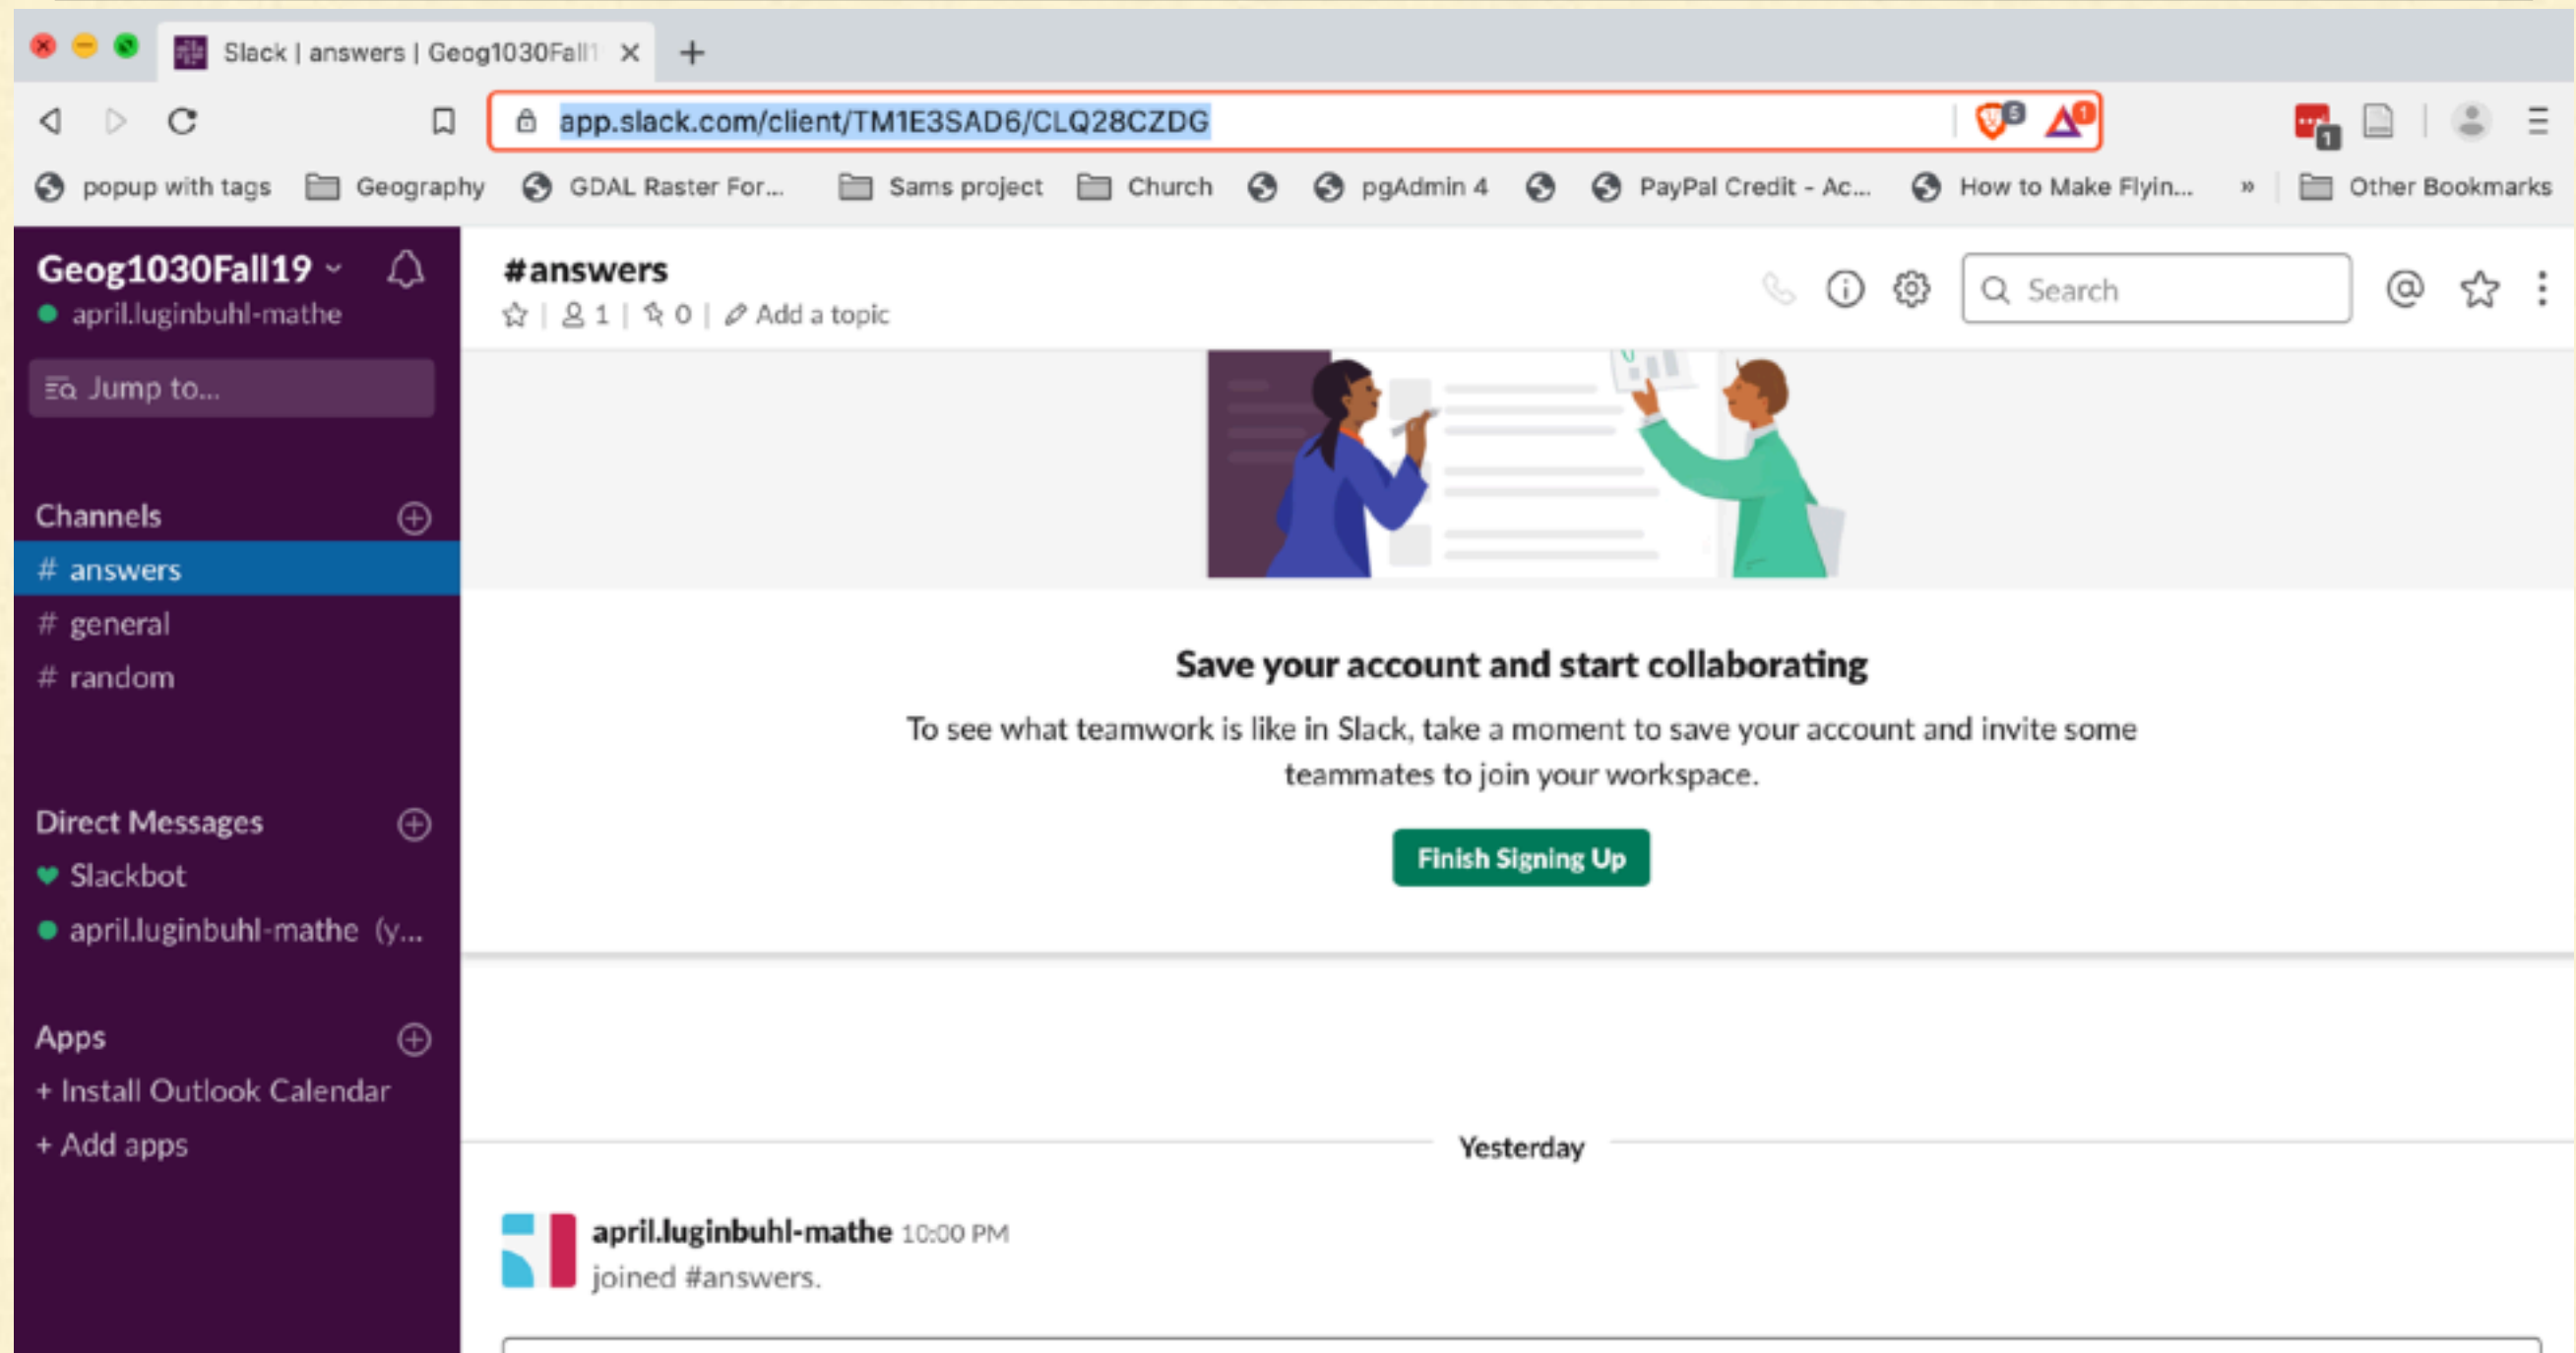 Slack | answers | Geog1030Fall1
app.slack.com/client/TM1E3SAD6/CLQ28CZDG
5
1
1
popup with tags Geography GDAL Raster For... Sams project Church pgAdmin 4 PayPal Credit - Ac... How to Make Flyin... » Other Bookmarks
Geog1030Fall19
april.luginbuhl-mathe
Jump to...
Channels
# answers
# general
# random
Direct Messages
Slackbot
april.luginbuhl-mathe (y...
Apps
+ Install Outlook Calendar
+ Add apps
#answers
| 1 | 0 | Add a topic
Search
Save your account and start collaborating
To see what teamwork is like in Slack, take a moment to save your account and invite some
teammates to join your workspace.
Finish Signing Up
Yesterday
april.luginbuhl-mathe 10:00 PM
joined #answers.